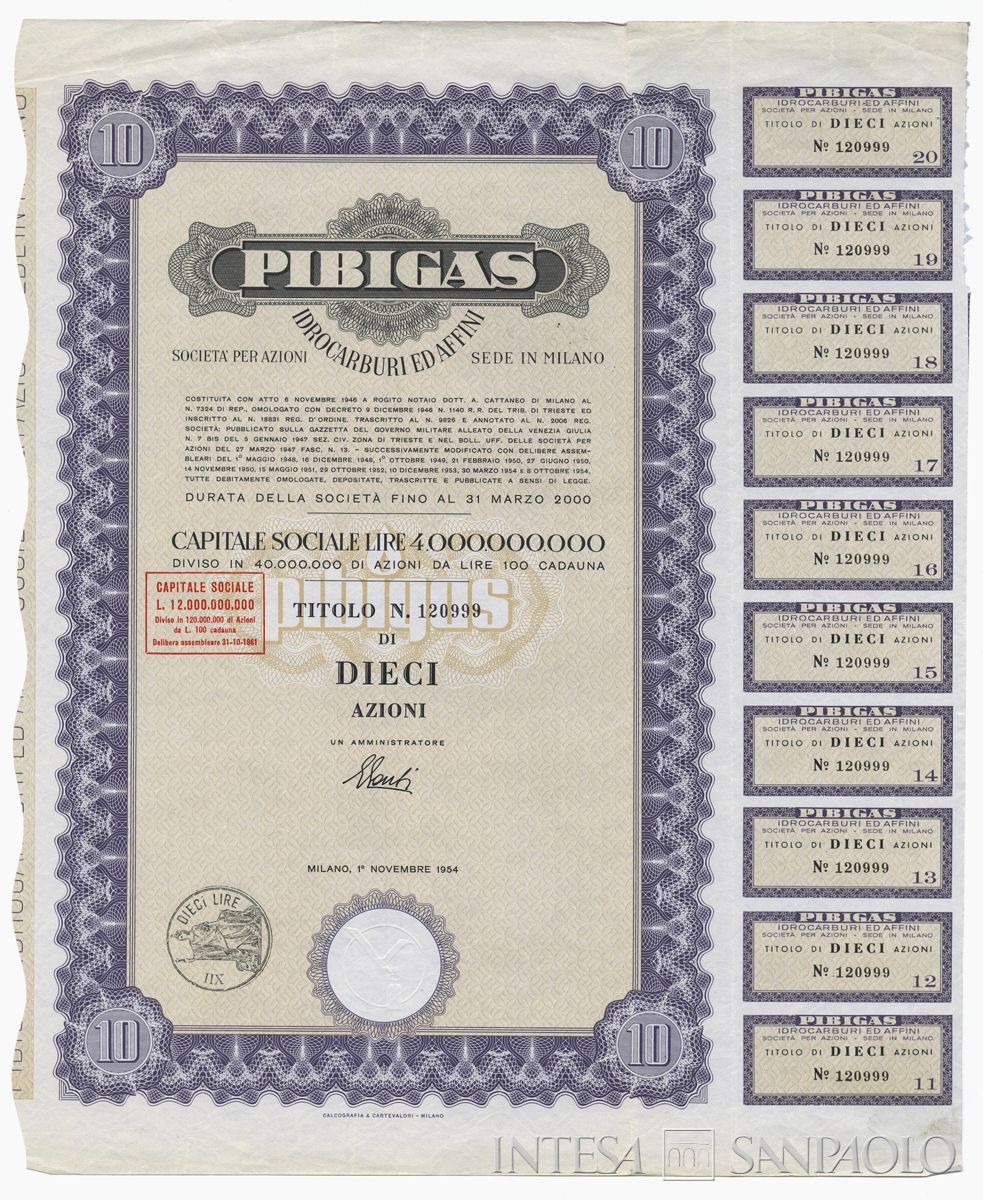 10
10
PIBIGAS
IDROCARBURI ED AFFINI
SOCIETA' PER AZIONI
SEDE IN MILANO
COSTITUITA CON ATTO 6 NOVEMBRE 1946 A ROGITO NOTAIO DOTT. A. CATTANEO DI MILANO AL
N. 7324 DI REP., OMOLOGATO CON DECRETO 9 DICEMBRE 1946 N. 1140 R. R. DEL TRIB. DI TRIESTE ED
INSCRITTO AL N. 18831 REG. D'ORDINE, TRASCRITTO AL N. 9826 E ANNOTATO AL N. 2006 REG.
SOCIETÀ; PUBBLICATO SULLA GAZZETTA DEL GOVERNO MILITARE ALLEATO DELLA VENEZIA GIULIA
N. 7 BIS DEL 5 GENNAIO 1947 SEZ. CIV. ZONA DI TRIESTE E NEL BOLL. UFF. DELLE SOCIETÀ PER
AZIONI DEL 27 MARZO 1947 FASC. N. 13. - SUCCESSIVAMENTE MODIFICATO CON DELIBERE ASSEM-
BLEARI DEL 1º MAGGIO 1948, 16 DICEMBRE 1948, 1º OTTOBRE 1949, 21 FEBBRAIO 1950, 27 GIUGNO 1950,
14 NOVEMBRE 1950, 15 MAGGIO 1951, 29 OTTOBRE 1952, 10 DICEMBRE 1953, 30 MARZO 1954 E 8 OTTOBRE 1954,
TUTTE DEBITAMENTE OMOLOGATE, DEPOSITATE, TRASCRITTE E PUBBLICATE A SENSI DI LEGGE.
DURATA DELLA SOCIETÀ FINO AL 31 MARZO 2000
CAPITALE SOCIALE LIRE 4.000.000.000
DIVISO IN 40.000.000 DI AZIONI DA LIRE 100 CADAUNA
pibigas
CAPITALE SOCIALE
L. 12.000.000.000
Diviso in 120.000.000 di Azioni
da L. 100 cadauna
Delibera assembleare 31-10-1961
TITOLO N. 120999
DI
DIECI
AZIONI
UN AMMINISTRATORE
MILANO, 1º NOVEMBRE 1954
DIECI LIRE
IIX
10
10
CALCOGRAFIA & CARTEVALORI - MILANO
PIBIGAS
IDROCARBURI ED AFFINI
SOCIETÀ PER AZIONI - SEDE IN MILANO
TITOLO DI DIECI AZIONI
Nº 120999
20
PIBIGAS
IDROCARBURI ED AFFINI
SOCIETÀ PER AZIONI - SEDE IN MILANO
TITOLO DI DIECI AZIONI
Nº 120999
19
PIBIGAS
IDROCARBURI ED AFFINI
SOCIETÀ PER AZIONI - SEDE IN MILANO
TITOLO DI DIECI AZIONI
Nº 120999
18
PIBIGAS
IDROCARBURI ED AFFINI
SOCIETÀ PER AZIONI - SEDE IN MILANO
TITOLO DI DIECI AZIONI
Nº 120999
17
PIBIGAS
IDROCARBURI ED AFFINI
SOCIETÀ PER AZIONI - SEDE IN MILANO
TITOLO DI DIECI AZIONI
Nº 120999
16
PIBIGAS
IDROCARBURI ED AFFINI
SOCIETÀ PER AZIONI - SEDE IN MILANO
TITOLO DI DIECI AZIONI
Nº 120999
15
PIBIGAS
IDROCARBURI ED AFFINI
SOCIETÀ PER AZIONI - SEDE IN MILANO
TITOLO DI DIECI AZIONI
Nº 120999
14
PIBIGAS
IDROCARBURI ED AFFINI
SOCIETÀ PER AZIONI - SEDE IN MILANO
TITOLO DI DIECI AZIONI
Nº 120999
13
PIBIGAS
IDROCARBURI ED AFFINI
SOCIETÀ PER AZIONI - SEDE IN MILANO
TITOLO DI DIECI AZIONI
Nº 120999
12
PIBIGAS
IDROCARBURI ED AFFINI
SOCIETÀ PER AZIONI - SEDE IN MILANO
TITOLO DI DIECI AZIONI
Nº 120999
11
INTESA SANPAOLO